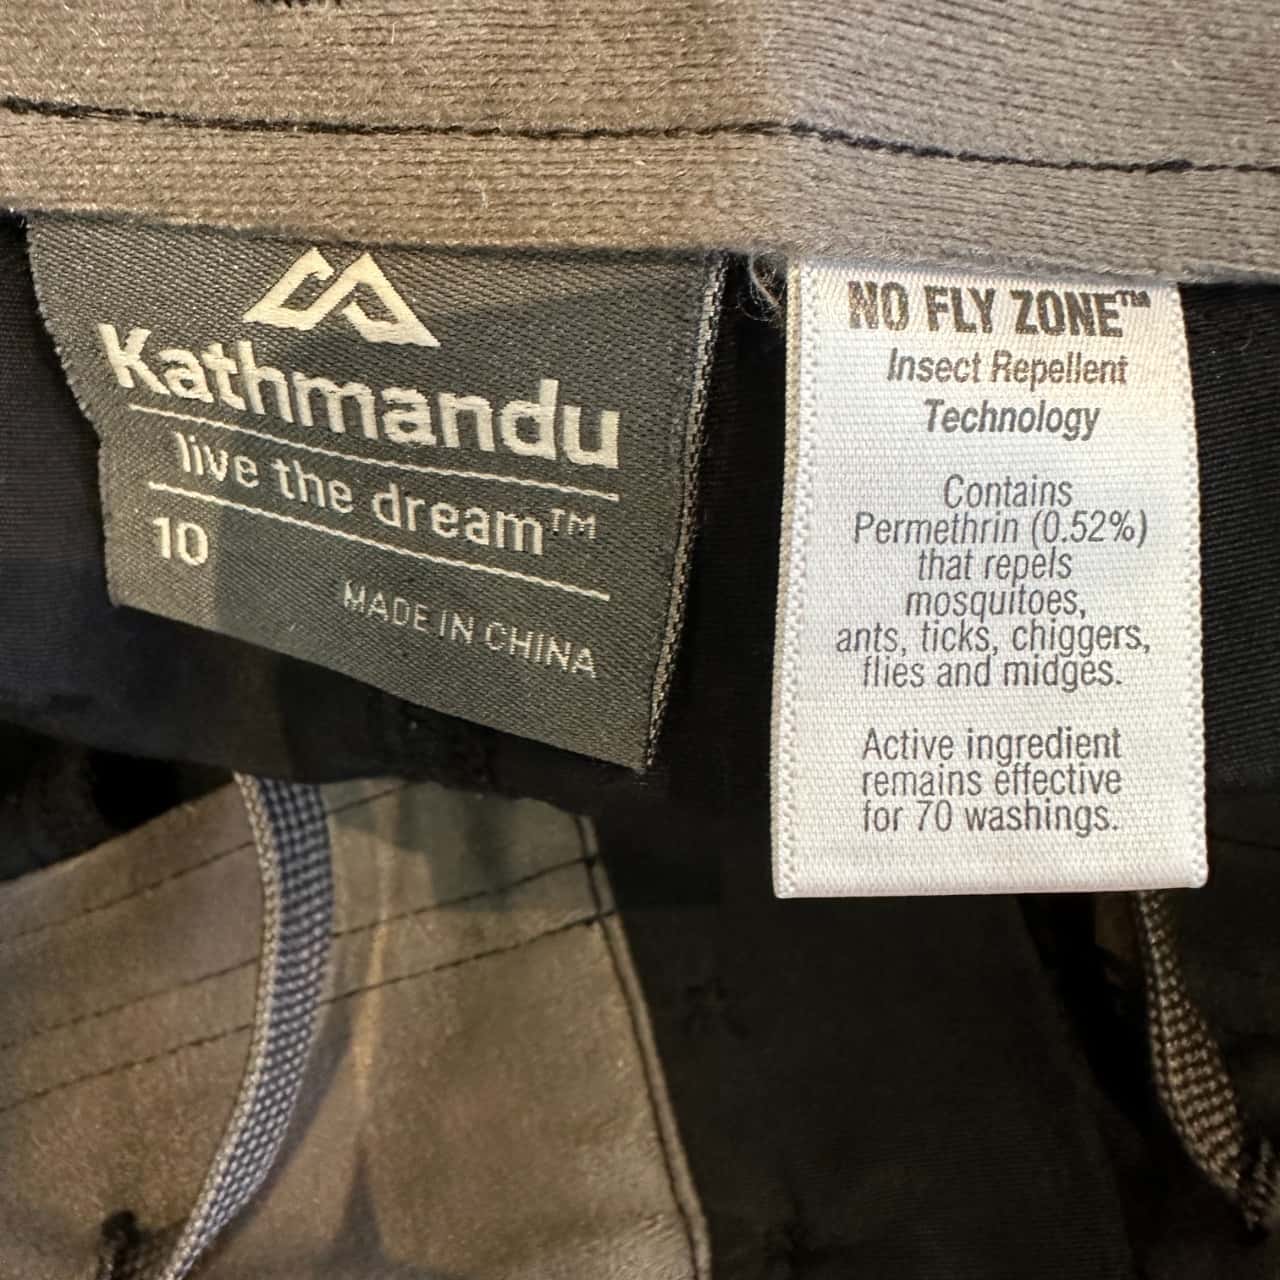 Kathmandu
live the dream™
10
MADE IN CHINA
NO FLY ZONE™
Insect Repellent
Technology
Contains
Permethrin (0.52%)
that repels
mosquitoes,
ants, ticks, chiggers,
flies and midges.
Active ingredient
remains effective
for 70 washings.